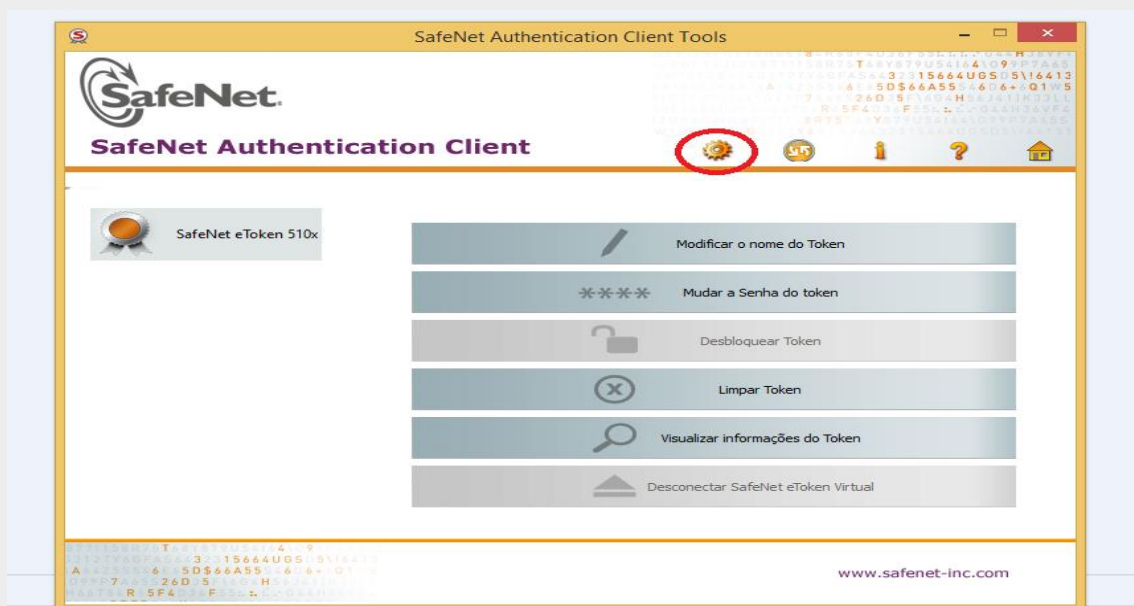 SafeNet Authentication Client Tools
SafeNet.
SafeNet Authentication Client
SafeNet eToken 510x
Modificar o nome do Token
**** Mudar a Senha do token
Desbloquear Token
Limpar Token
Visualizar informações do Token
Desconectar SafeNet eToken Virtual
www.safenet-inc.com